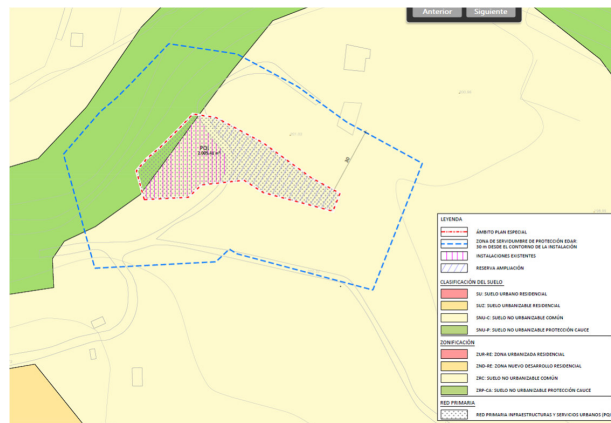 Anterior Siguiente
PQI
50
LEYENDA
ÁMBITO PLAN ESPECIAL
ZONA DE SERVIDUMBRE DE PROTECCIÓN EDAR
50 m DESDE EL CONTORNO DE LA INSTALACIÓN
INSTALACIONES EXISTENTES
RESERVA AMPLIACIÓN
CLASIFICACIÓN DEL SUELO
SU: SUELO URBANO RESIDENCIAL
SUZ: SUELO URBANIZABLE RESIDENCIAL
SNU-C: SUELO NO URBANIZABLE COMÚN
SNU-P: SUELO NO URBANIZABLE PROTECCIÓN CAUCE
ZONIFICACIÓN
ZUR-RE: ZONA URBANIZADA RESIDENCIAL
ZND-RE: ZONA NUEVO DESARROLLO RESIDENCIAL
ZRC: SUELO NO URBANIZABLE COMÚN
ZRP-CA: SUELO NO URBANIZABLE PROTECCIÓN CAUCE
RED PRIMARIA
RED PRIMARIA INFRAESTRUCTURAS Y SERVICIOS URBANOS (PQI)